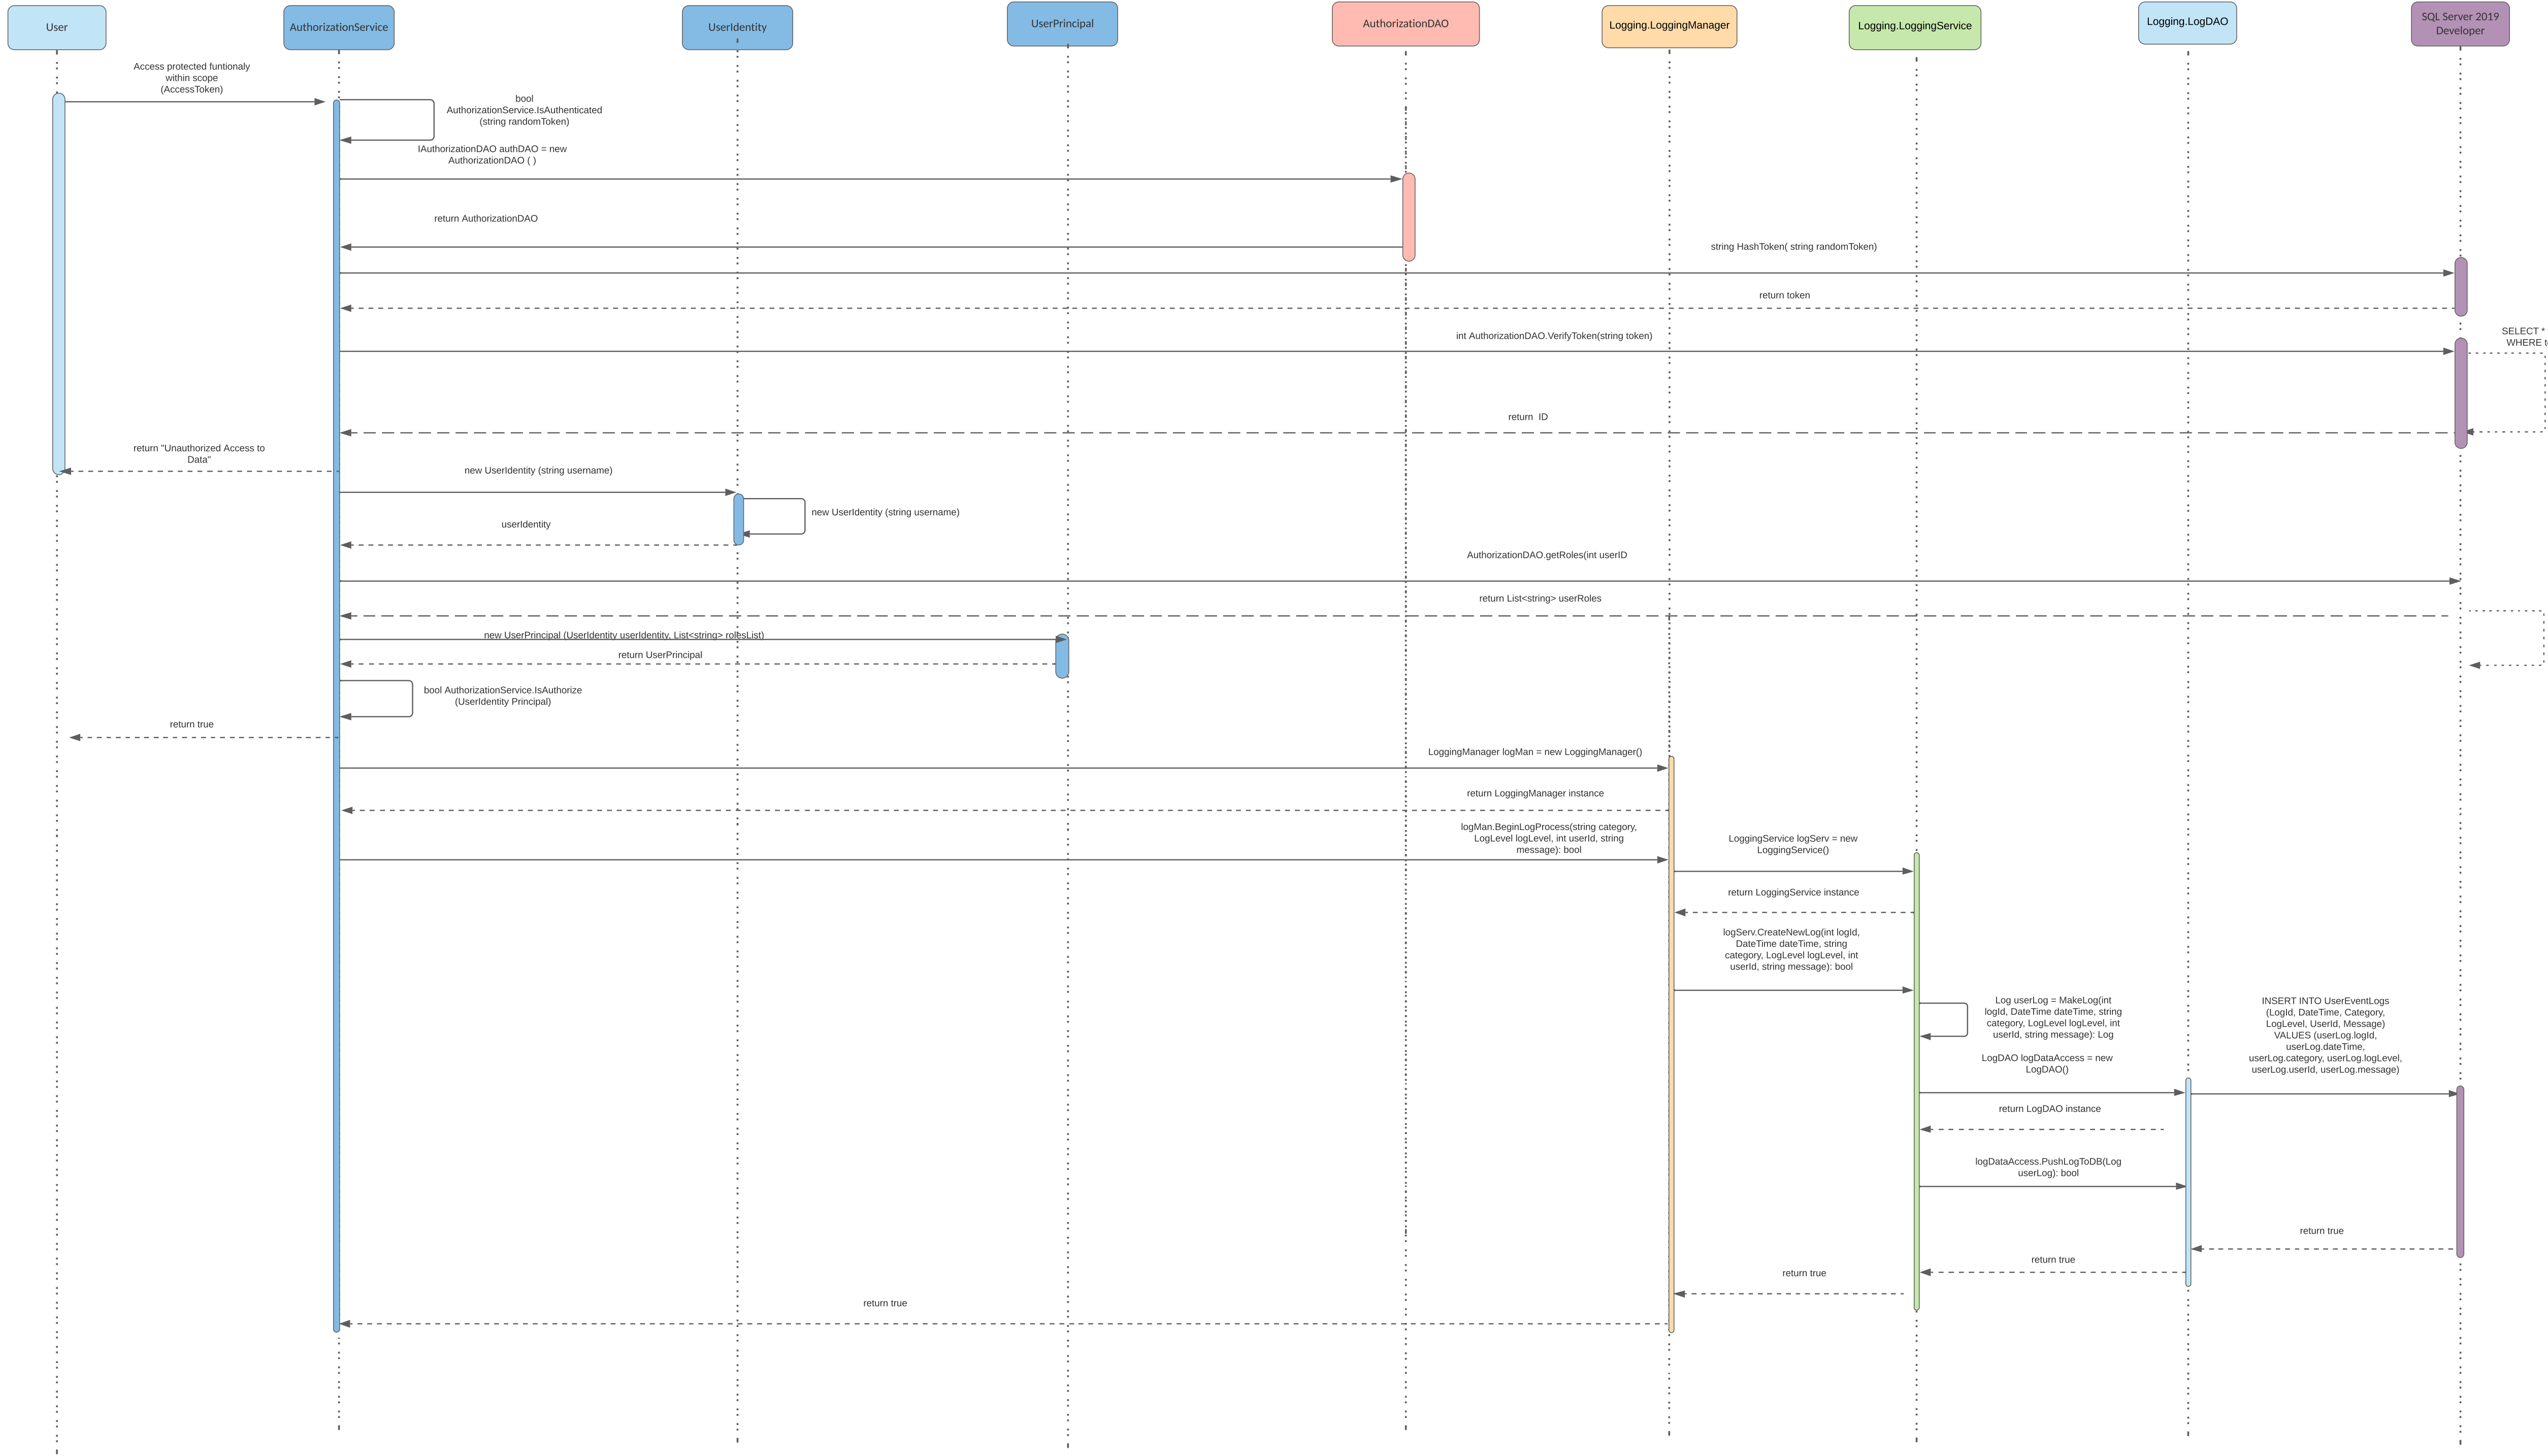 User
AuthorizationService
UserIdentity
UserPrincipal
AuthorizationDAO
Logging.LoggingManager
Logging.LoggingService
Logging.LogDAO
SQL Server 2019
Developer
Access protected funtionaly
within scope
(AccessToken)
bool
AuthorizationService.IsAuthenticated
(string randomToken)
IAuthorizationDAO authDAO = new
AuthorizationDAO ( )
return AuthorizationDAO
string HashToken( string randomToken)
return token
int AuthorizationDAO.VerifyToken(string token)
SELECT *
WHERE t
return  ID
return "Unauthorized Access to
Data"
new UserIdentity (string username)
new UserIdentity (string username)
userIdentity
AuthorizationDAO.getRoles(int userID
return List<string> userRoles
new UserPrincipal (UserIdentity userIdentity, List<string> rolesList)
return UserPrincipal
bool AuthorizationService.IsAuthorize
(UserIdentity Principal)
return true
LoggingManager logMan = new LoggingManager()
return LoggingManager instance
logMan.BeginLogProcess(string category,
LogLevel logLevel, int userId, string
message): bool
LoggingService logServ = new
LoggingService()
return LoggingService instance
logServ.CreateNewLog(int logId,
DateTime dateTime, string
category, LogLevel logLevel, int
userId, string message): bool
Log userLog = MakeLog(int
logId, DateTime dateTime, string
category, LogLevel logLevel, int
userId, string message): Log
INSERT INTO UserEventLogs
(LogId, DateTime, Category,
LogLevel, UserId, Message)
VALUES (userLog.logId,
userLog.dateTime,
userLog.category, userLog.logLevel,
userLog.userId, userLog.message)
LogDAO logDataAccess = new
LogDAO()
return LogDAO instance
logDataAccess.PushLogToDB(Log
userLog): bool
return true
return true
return true
return true